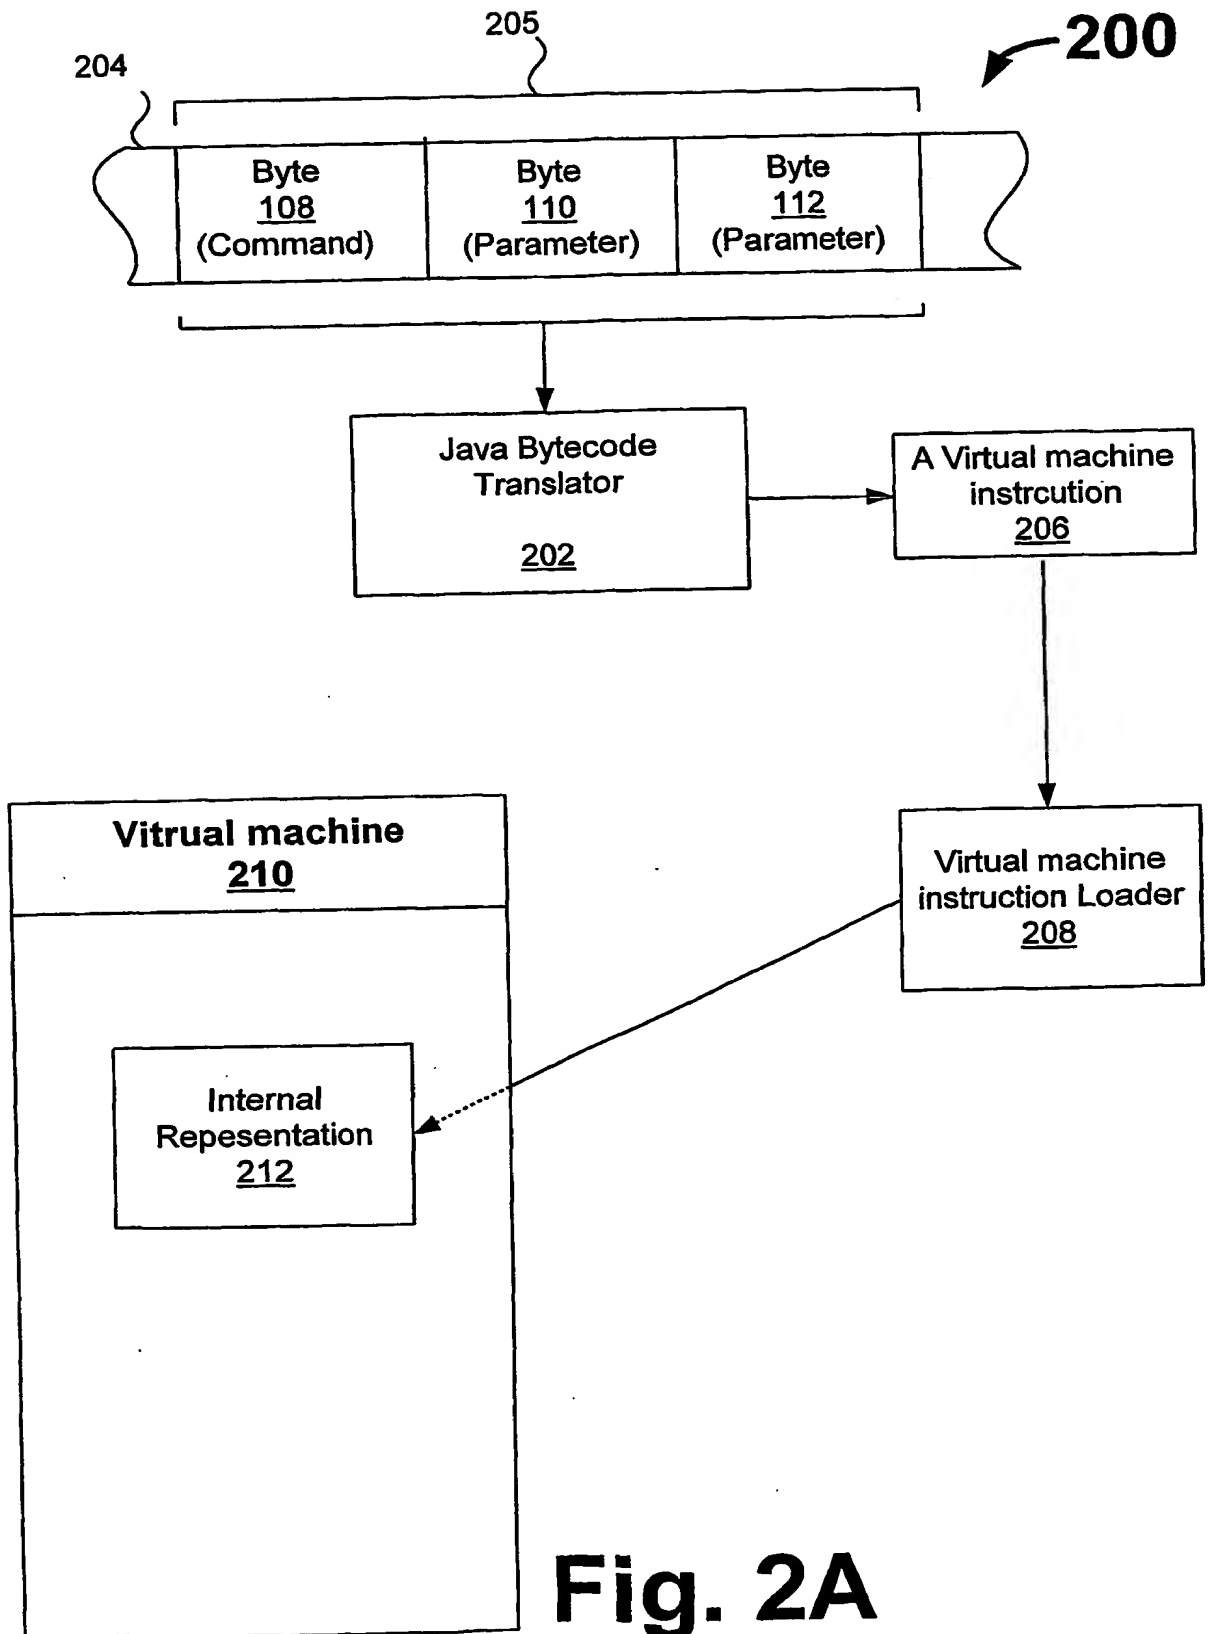 205
200
204
Byte
108
(Command)
Byte
110
(Parameter)
Byte
112
(Parameter)
Java Bytecode
Translator
202
A Virtual machine
instrcution
206
Vitrual machine
210
Virtual machine
instruction Loader
208
Internal
Repesentation
212
Fig. 2A